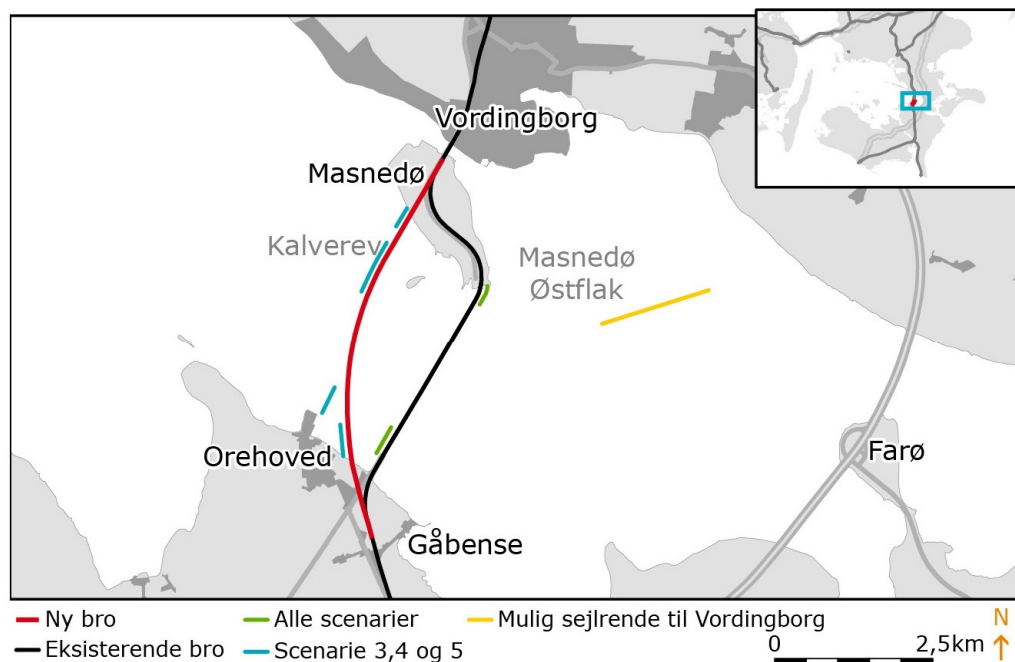 Vordingborg
Masnedø
Kalverev
Masnedø
Østflak
Orehoved
Farø
Gåbense
Ny bro
Alle scenarier
Mulig sejlrende til Vordingborg
N
Eksisterende bro
Scenarie 3,4 og 5
0
2,5km